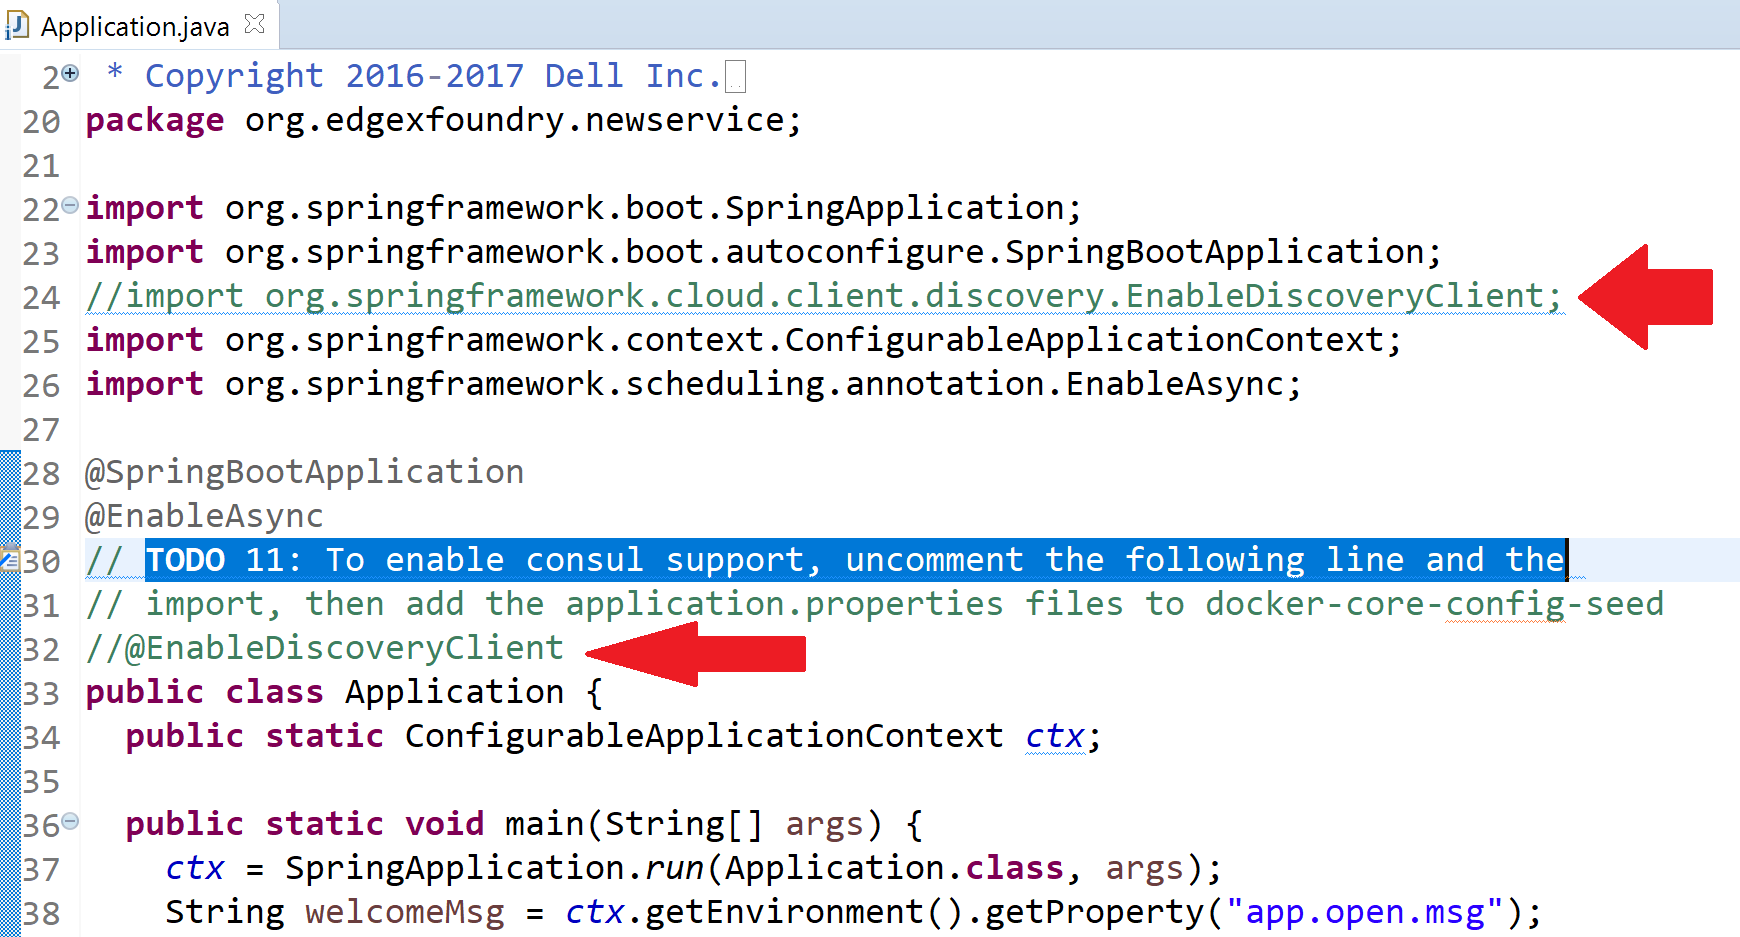 Application.java
2 * Copyright 2016-2017 Dell Inc.
20 package org.edgexfoundry.newservice;
21
22 import org.springframework.boot.SpringApplication;
23 import org.springframework.boot.autoconfigure.SpringBootApplication;
24 //import org.springframework.cloud.client.discovery.EnableDiscoveryClient;
25 import org.springframework.context.ConfigurableApplicationContext;
26 import org.springframework.scheduling.annotation.EnableAsync;
27
28 @SpringBootApplication
29 @EnableAsync
30 // TODO 11: To enable consul support, uncomment the following line and the
31 // import, then add the application.properties files to docker-core-config-seed
32 //@EnableDiscoveryClient
33 public class Application {
34   public static ConfigurableApplicationContext ctx;
35
36   public static void main(String[] args) {
37     ctx = SpringApplication.run(Application.class, args);
38     String welcomeMsg = ctx.getEnvironment().getProperty("app.open.msg");